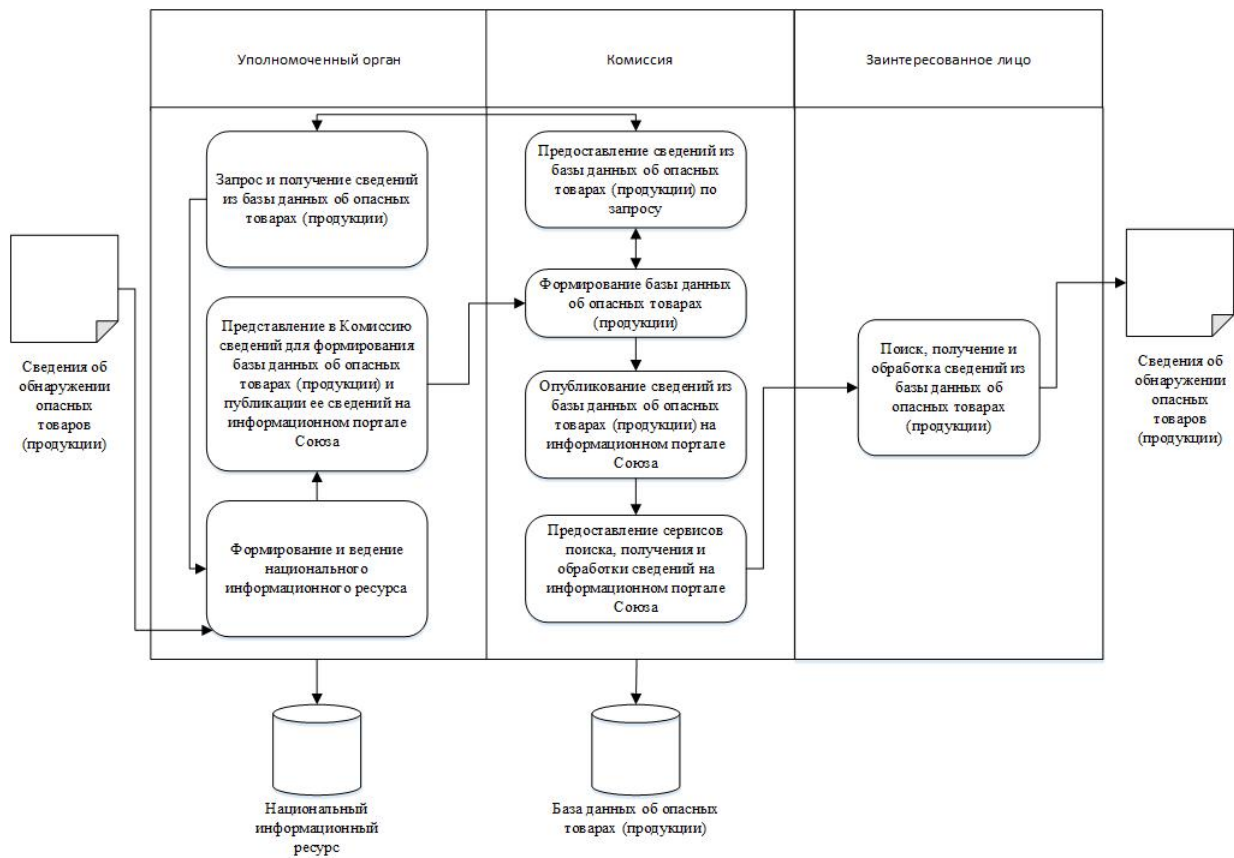 Уполномоченный орган
Комиссия
Заинтересованное лицо
Сведения об
обнаружении
опасных
товаров
(продукции)
Запрос и получение сведений
из базы данных об опасных
товарах (продукции)
Представление в Комиссию
сведений для формирования
базы данных об опасных
товарах (продукции) и
публикации ее сведений на
информационном портале
Союза
Формирование и ведение
национального
информационного ресурса
Предоставление сведений из
базы данных об опасных
товарах (продукции) по
запросу
Формирование базы данных
об опасных товарах
(продукции)
Опубликование сведений из
базы данных об опасных
товарах (продукции) на
информационном портале
Союза
Предоставление сервисов
поиска, получения и
обработки сведений на
информационном портале
Союза
Поиск, получение и
обработка сведений из
базы данных об
опасных товарах
(продукции)
Сведения об
обнаружении
опасных
товаров
(продукции)
Национальный
информационный
ресурс
База данных об опасных
товарах (продукции)